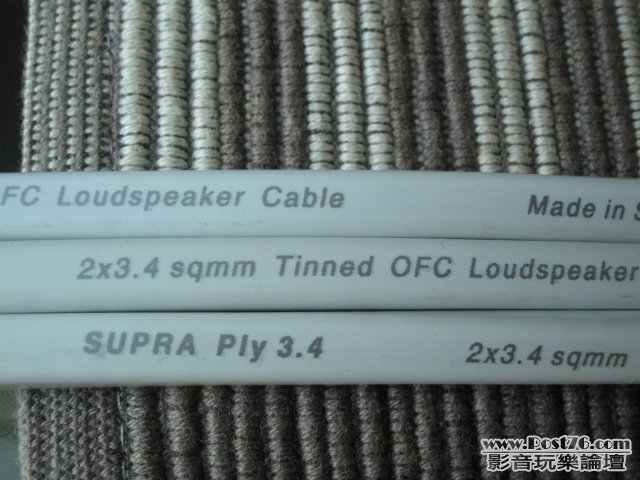 FC Loudspeaker Cable Made in S
2x3.4 sqmm Tinned OFC Loudspeaker
SUPRA Ply 3.4 2x3.4 sqmm
www.Post76.com
影音玩樂論壇